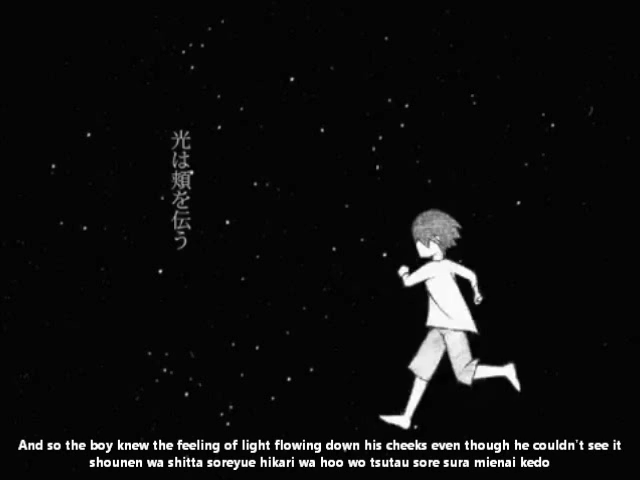 光は頬を伝う
And so the boy knew the feeling of light flowing down his cheeks even though he couldn't see it
shounen wa shitta soreyue hikari wa hoo wo tsutau sore sura mienai kedo